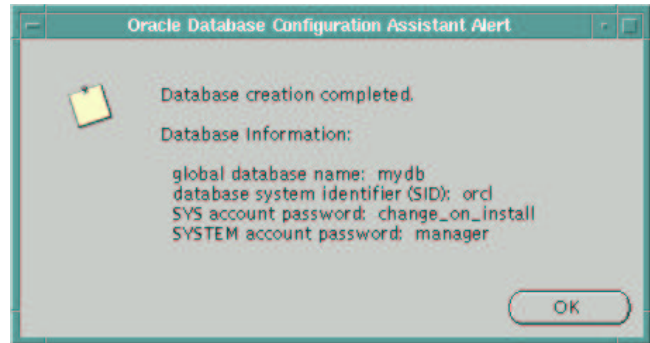 Oracle Database Configuration Assistant Alert
Database creation completed.
Database Information:
global database name: mydb
database system identifier (SID): orcl
SYS account password: change_on_install
SYSTEM account password: manager
OK